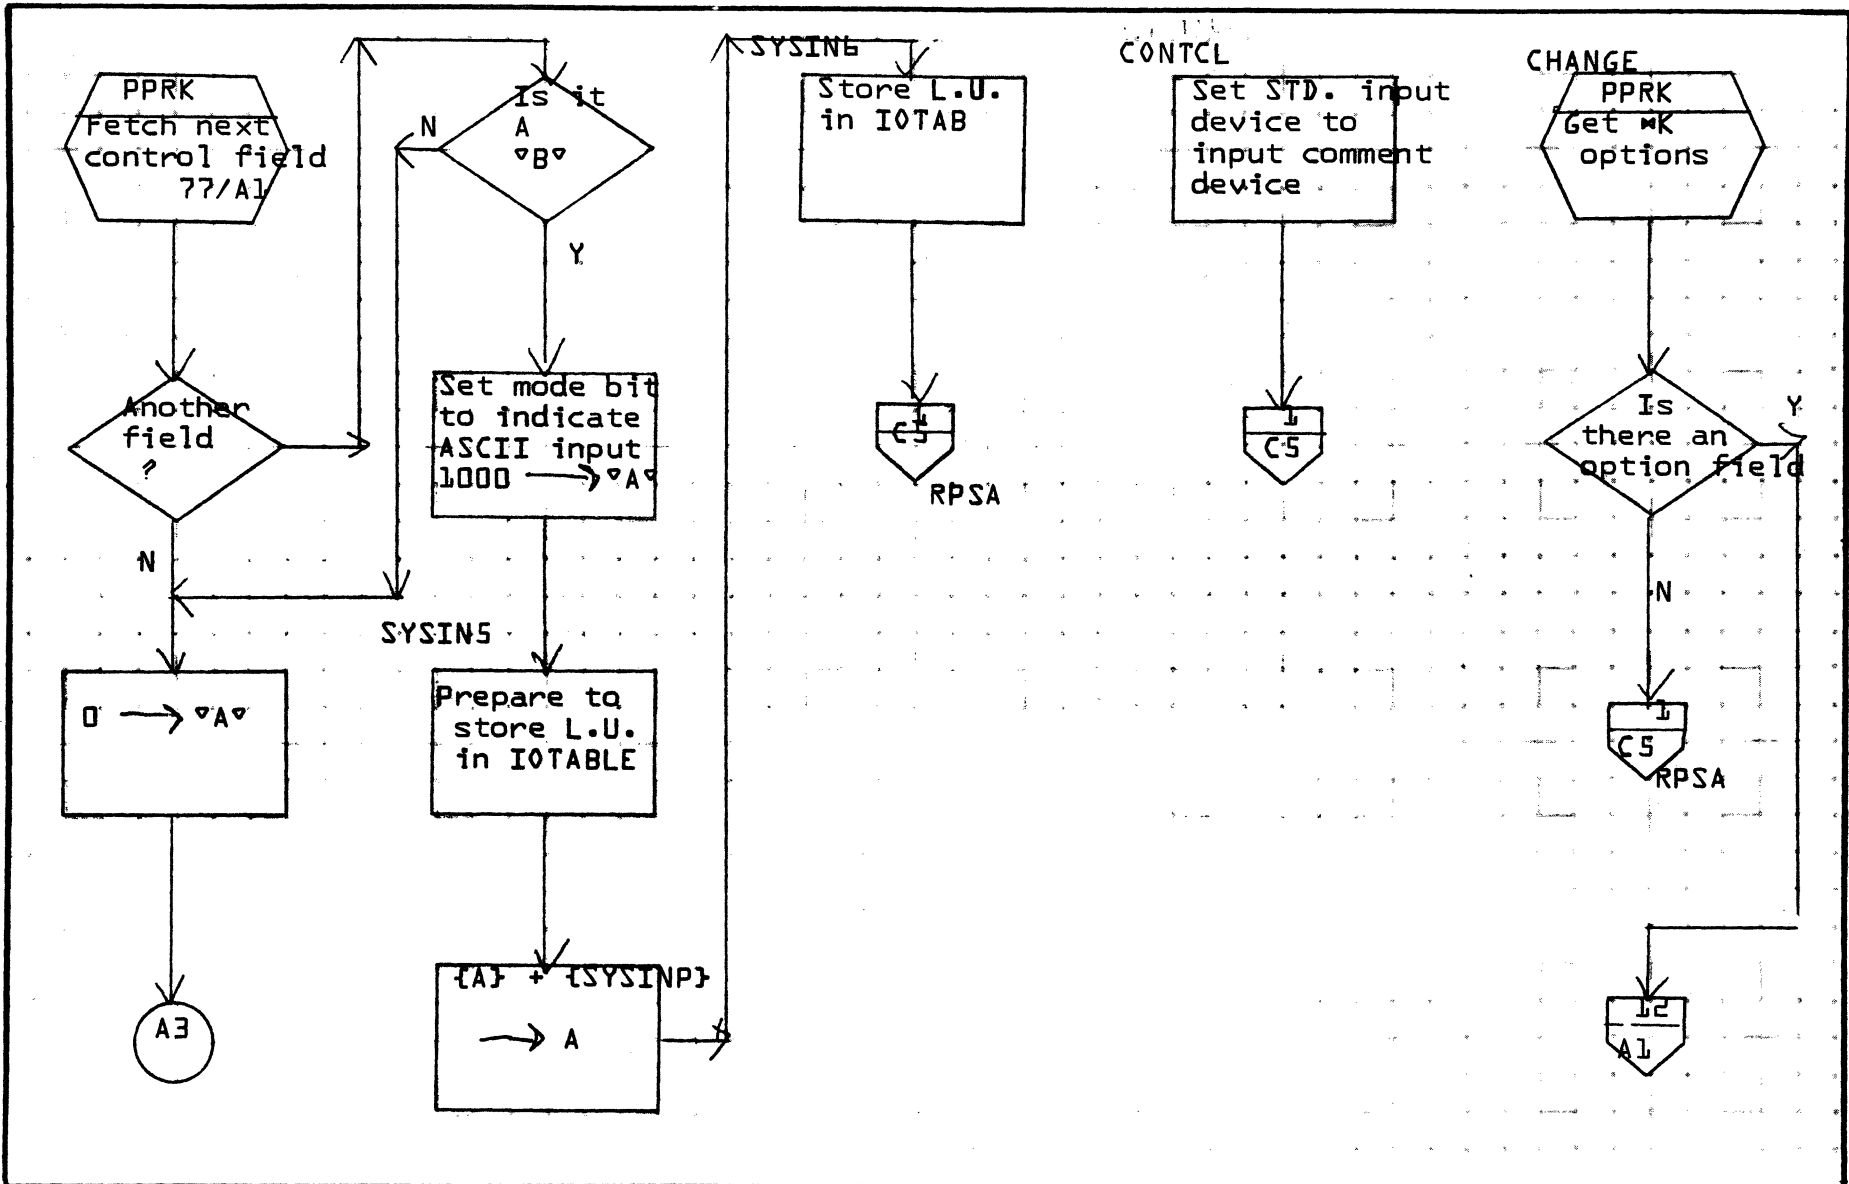 PPRK
Fetch next
control field
77/A1
Another
field
?
N
0 → ▿A▿
A3
Is it
A
▿B▿
N
Y
Set mode bit
to indicate
ASCII input
1000 → ▿A▿
SYSIN5
Prepare to
store L.U.
in IOTABLE
{A} + {SYSINP}
→ A
SYSIN6
Store L.U.
in IOTAB
1
C5
RPSA
CONTCL
Set STD. input
device to
input comment
device
1
C5
CHANGE
PPRK
Get *K
options
Is
there an
option field
Y
N
1
C5
RPSA
12
A1